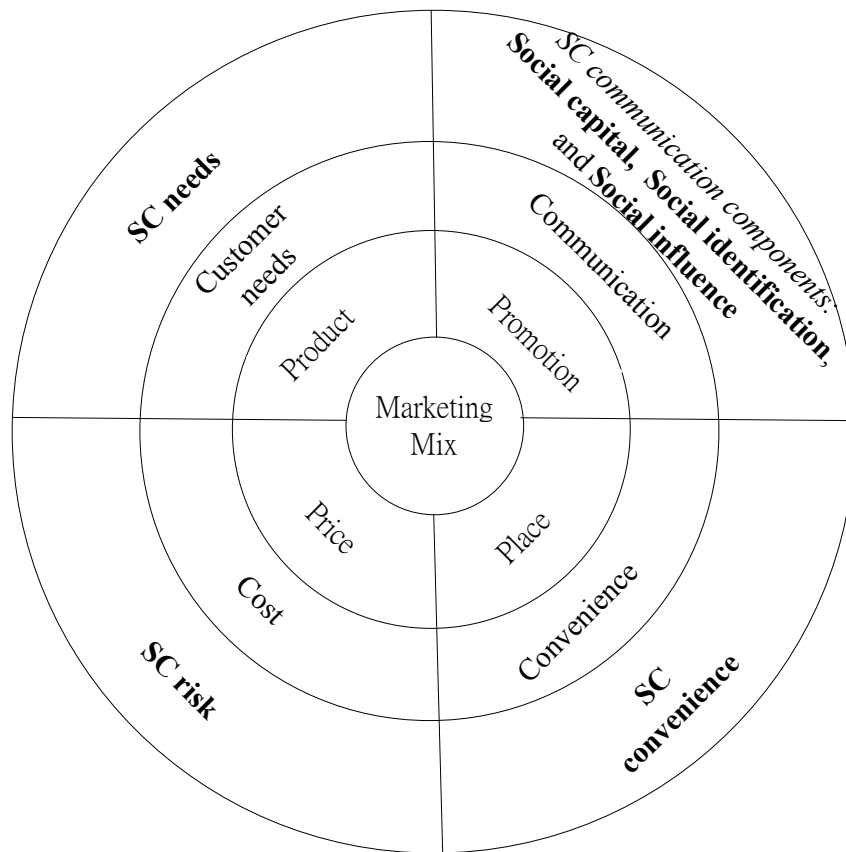 SC communication components:
Social capital, Social identification,
and Social influence
SC needs
Customer
needs
Communication
Product
Promotion
Marketing
Mix
Price
Place
Cost
Convenience
SC risk
SC
convenience